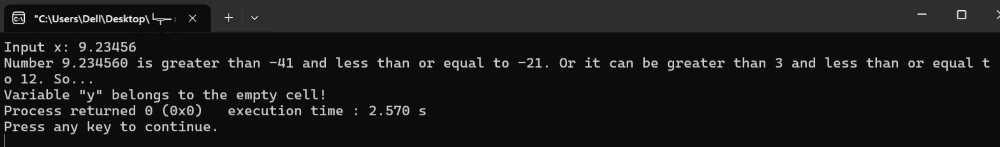 "C:\Users\Dell\Desktop\
Input x: 9.23456
Number 9.234560 is greater than -41 and less than or equal to -21. Or it can be greater than 3 and less than or equal t
o 12. So...
Variable "y" belongs to the empty cell!
Process returned 0 (0x0)   execution time : 2.570 s
Press any key to continue.